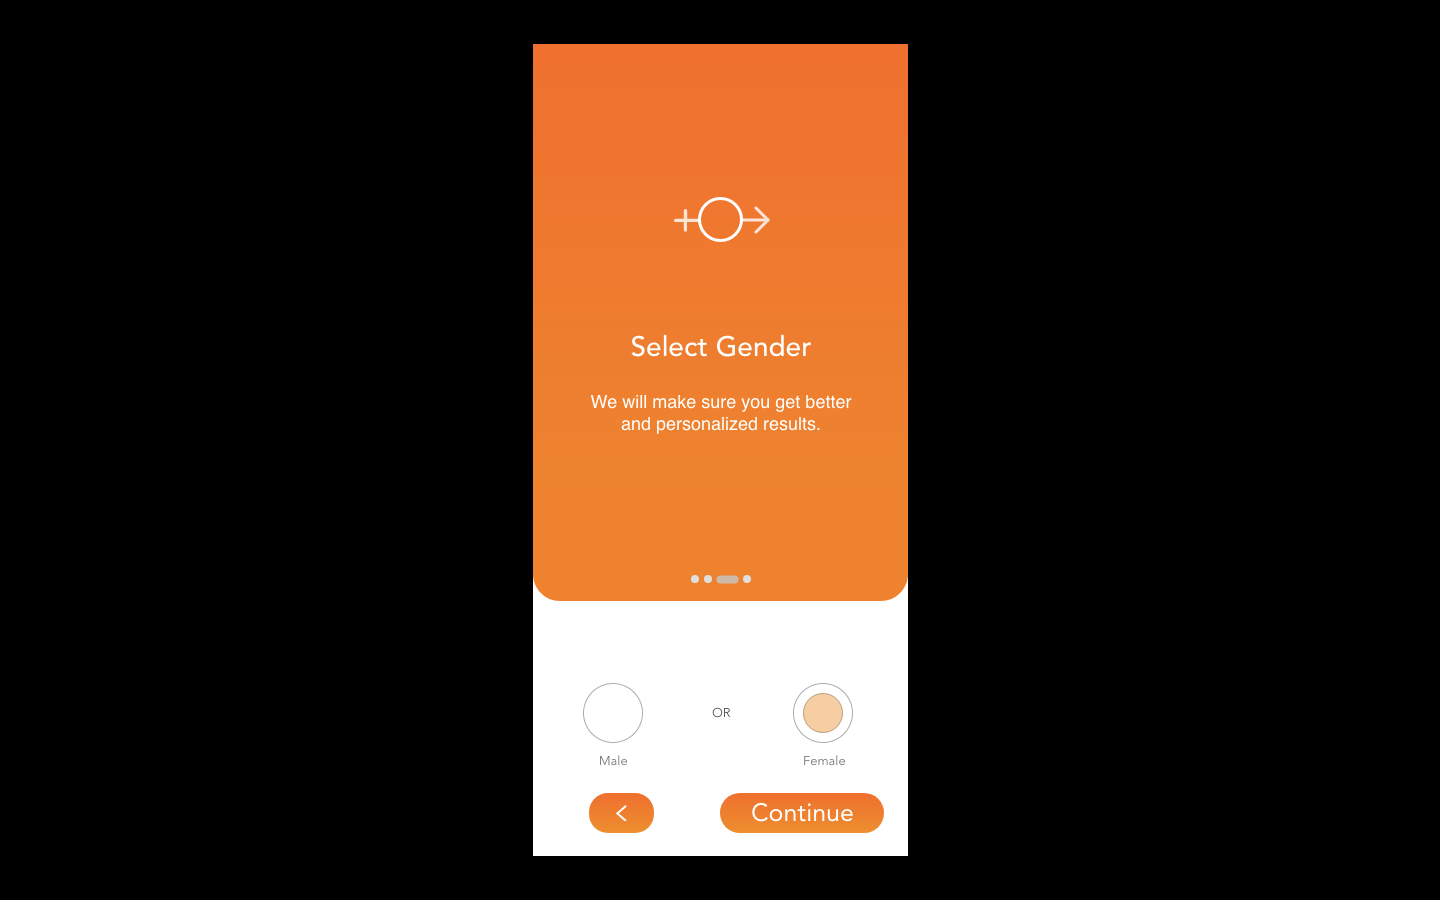 Select Gender
We will make sure you get better
and personalized results.
OR
Male
Female
Continue